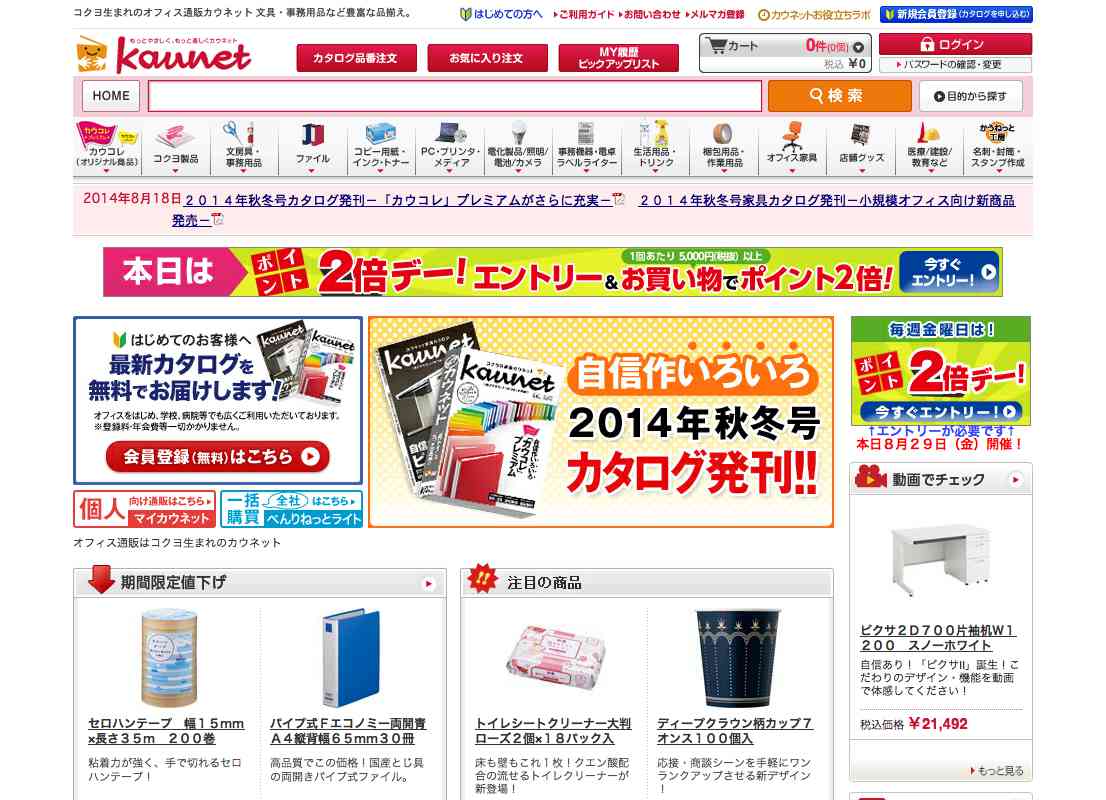 コクヨ生まれのオフィス通販カウネット 文具・事務用品など豊富な品揃え。
はじめての方へ
ご利用ガイド
お問い合わせ
メルマガ登録
カウネットお役立ちラボ
新規会員登録(カタログを申し込む)
もっとやさしく、もっと楽しくカウネット
kaunet
カタログ品番注文
お気に入り注文
MY履歴
ピックアップリスト
カート
0件(0個)
税込 ¥0
ログイン
パスワードの確認・変更
HOME
検索
目的から探す
カウコレ
(オリジナル商品)
コクヨ製品
文房具・
事務用品
ファイル
コピー用紙・
インク・トナー
PC・プリンタ・
メディア
電化製品/照明/
電池/カメラ
事務機器・電卓
ラベルライター
生活用品・
ドリンク
梱包用品・
作業用品
オフィス家具
店舗グッズ
医療/建設/
教育など
かうねっと
工房
名刺・封筒・
スタンプ作成
2014年8月18日
２０１４年秋冬号カタログ発刊－「カウコレ」プレミアムがさらに充実－
２０１４年秋冬号家具カタログ発刊－小規模オフィス向け新商品
発売－
本日は
ポイント
2倍デー!
エントリー&お買い物でポイント2倍!
1回あたり 5,000円(税抜) 以上
今すぐ
エントリー!
はじめてのお客様へ
最新カタログを
無料でお届けします!
オフィスをはじめ、学校、病院等でも広くご利用いただいております。
※登録料・年会費等一切かかりません。
会員登録(無料)はこちら
個人
向け通販はこちら
マイカウネット
一括
購買
全社
はこちら
べんりねっとライト
kaunet
カウネット
自信作いろいろ
「カウコレ」
プレミアム
自信作いろいろ
2014年秋冬号
カタログ発刊!!
毎週金曜日は!
ポイント
2倍デー!
今すぐエントリー!
↑エントリーが必要です↑
本日８月２９日（金）開催！
動画でチェック
ピクサ２Ｄ７００片袖机Ｗ１
２００　スノーホワイト
自信あり！「ピクサII」誕生！こ
だわりのデザイン・機能を動画
で体感してください！
税込価格 ￥21,492
もっと見る
オフィス通販はコクヨ生まれのカウネット
期間限定値下げ
セロハンテープ　幅１５ｍｍ
×長さ３５ｍ　２００巻
粘着力が強く、手で切れるセロ
ハンテープ！
パイプ式Ｆエコノミー両開青
Ａ４縦背幅６５ｍｍ３０冊
高品質でこの価格！国産とじ具
の両開きパイプ式ファイル。
注目の商品
トイレシートクリーナー大判
ローズ２個×１８パック入
床も壁もこれ１枚！クエン酸配
合の流せるトイレクリーナーが
新登場！
ディープクラウン柄カップ７
オンス１００個入
応接・商談シーンを手軽にワン
ランクアップさせる新デザイン
！